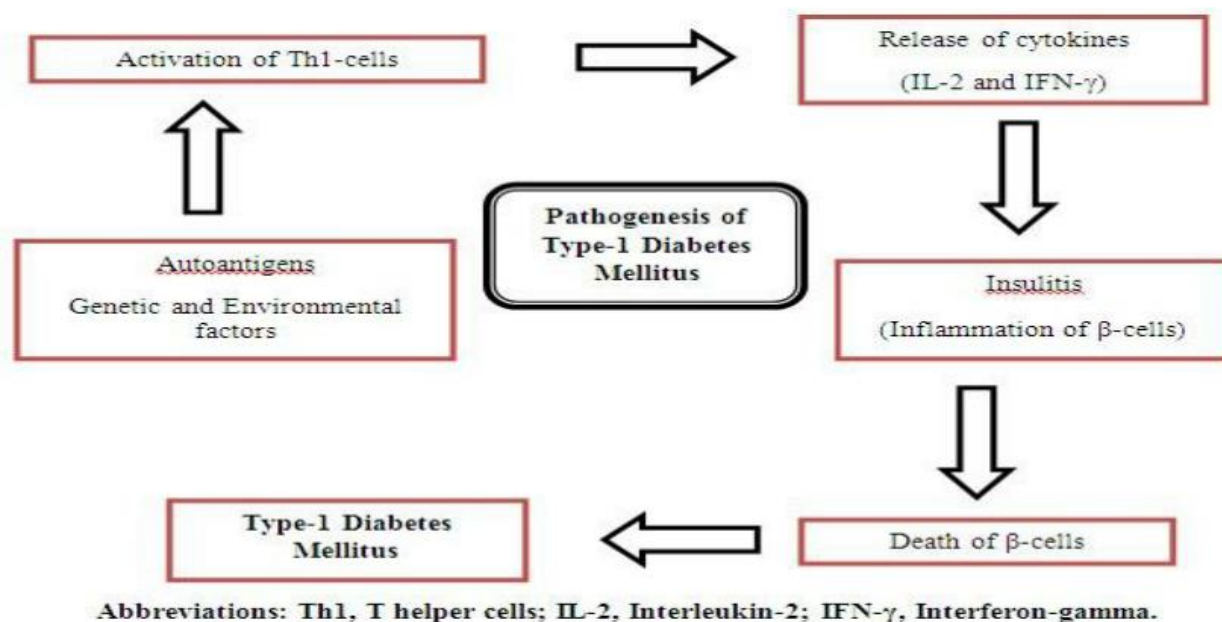 Activation of Th1-cells
Release of cytokines
(IL-2 and IFN-γ)
Pathogenesis of
Type-1 Diabetes
Mellitus
Autoantigens
Genetic and Environmental
factors
Insulitis
(Inflammation of β-cells)
Type-1 Diabetes
Mellitus
Death of β-cells
Abbreviations: Th1, T helper cells; IL-2, Interleukin-2; IFN-γ, Interferon-gamma.